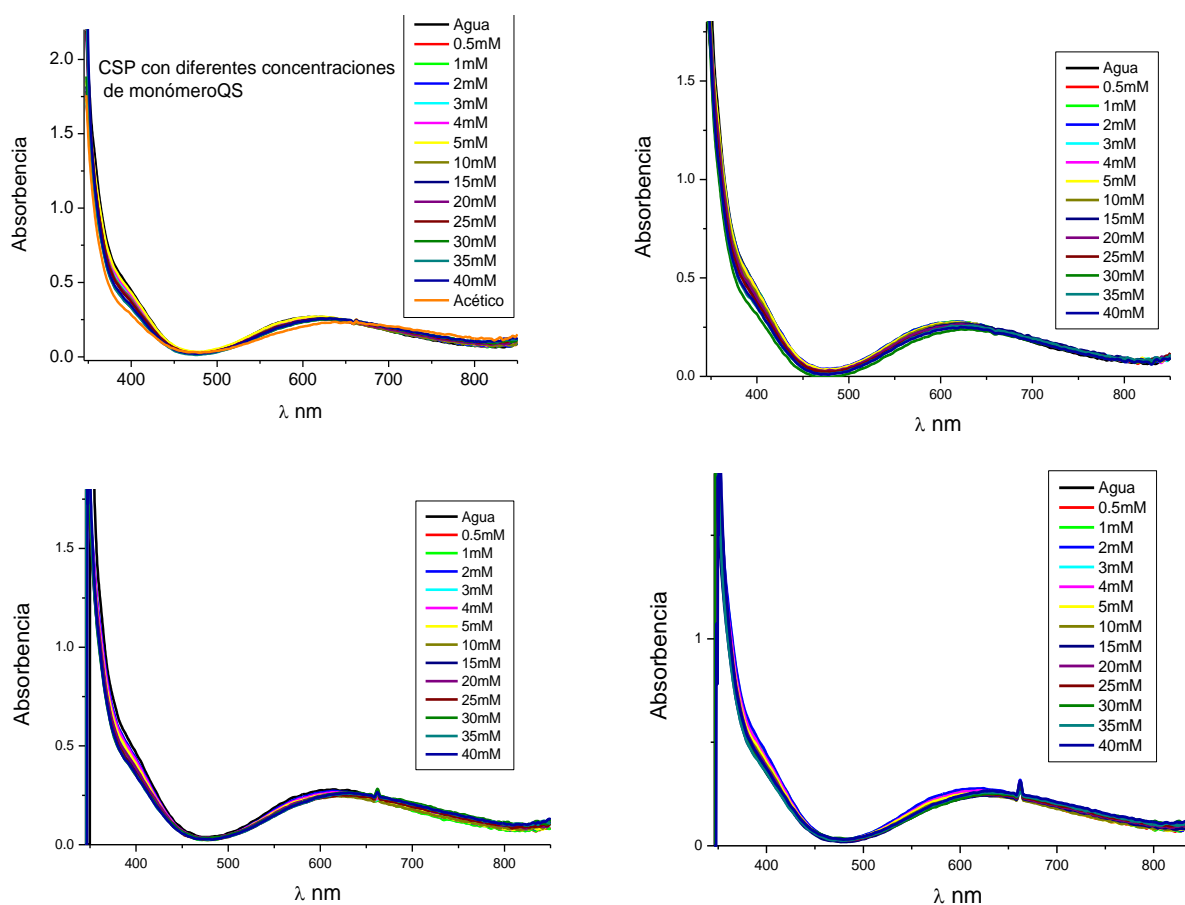 CSP con diferentes concentraciones
de monómeroQS
Absorbencia
2.0
1.5
1.0
0.5
0.0
400
500
600
700
800
λ nm
Agua
0.5mM
1mM
2mM
3mM
4mM
5mM
10mM
15mM
20mM
25mM
30mM
35mM
40mM
Acético
Absorbencia
1.5
1.0
0.5
0.0
400
500
600
700
800
λ nm
Agua
0.5mM
1mM
2mM
3mM
4mM
5mM
10mM
15mM
20mM
25mM
30mM
35mM
40mM
Absorbencia
1.5
1.0
0.5
0.0
400
500
600
700
800
λ nm
Agua
0.5mM
1mM
2mM
3mM
4mM
5mM
10mM
15mM
20mM
25mM
30mM
35mM
40mM
Absorbencia
1
0
400
500
600
700
800
λ nm
Agua
0.5mM
1mM
2mM
3mM
4mM
5mM
10mM
15mM
20mM
25mM
30mM
35mM
40mM